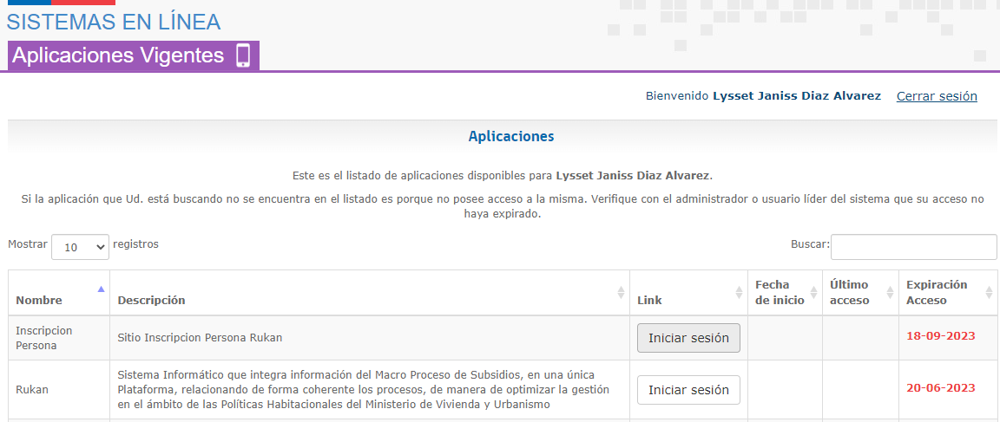 SISTEMAS EN LÍNEA
Aplicaciones Vigentes
Bienvenido Lysset Janiss Diaz Alvarez Cerrar sesión
Aplicaciones
Este es el listado de aplicaciones disponibles para Lysset Janiss Diaz Alvarez.
Si la aplicación que Ud. está buscando no se encuentra en el listado es porque no posee acceso a la misma. Verifique con el administrador o usuario líder del sistema que su acceso no
haya expirado.
Mostrar 10 registros
Buscar:
Nombre
Descripción
Link
Fecha
de inicio
Último
acceso
Expiración
Acceso
Inscripcion
Persona
Sitio Inscripcion Persona Rukan
Iniciar sesión
18-09-2023
Rukan
Sistema Informático que integra información del Macro Proceso de Subsidios, en una única
Plataforma, relacionando de forma coherente los procesos, de manera de optimizar la gestión
en el ámbito de las Políticas Habitacionales del Ministerio de Vivienda y Urbanismo
Iniciar sesión
20-06-2023